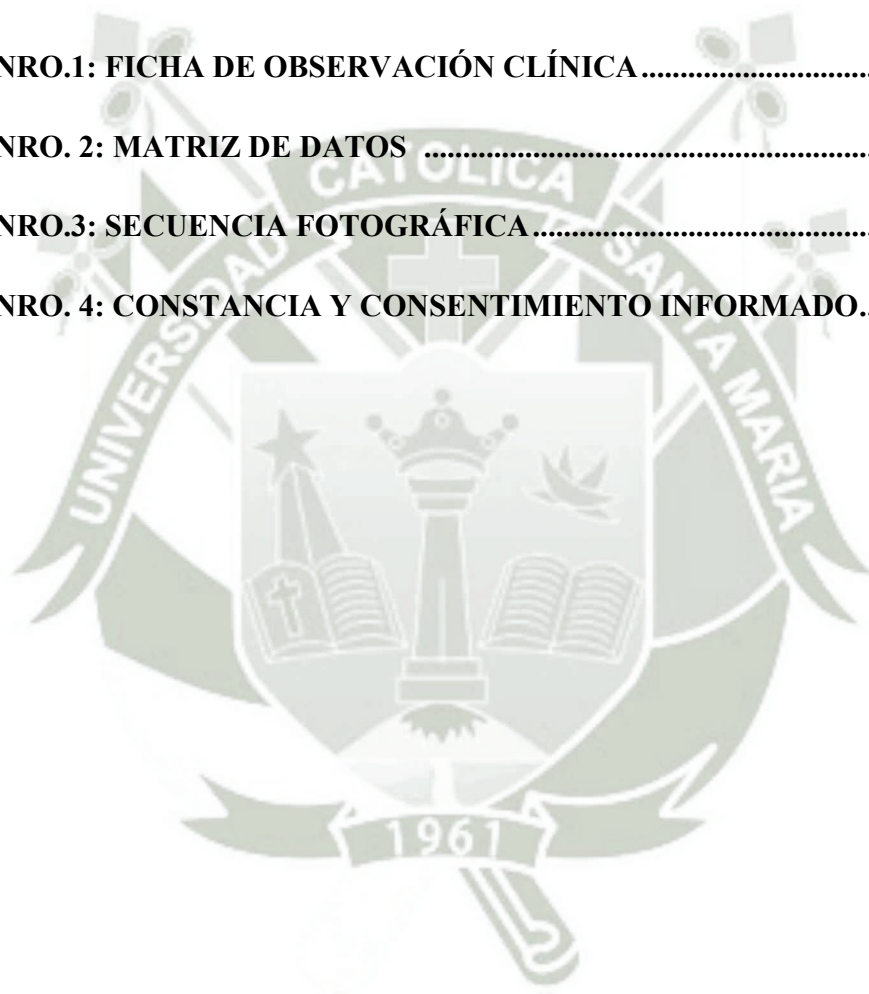 NRO.1: FICHA DE OBSERVACIÓN CLÍNICA..............................
NRO. 2: MATRIZ DE DATOS ..........................................................
NRO.3: SECUENCIA FOTOGRÁFICA............................................
NRO. 4: CONSTANCIA Y CONSENTIMIENTO INFORMADO..
UNIVERSIDAD CATOLICA SANTA MARIA
1961